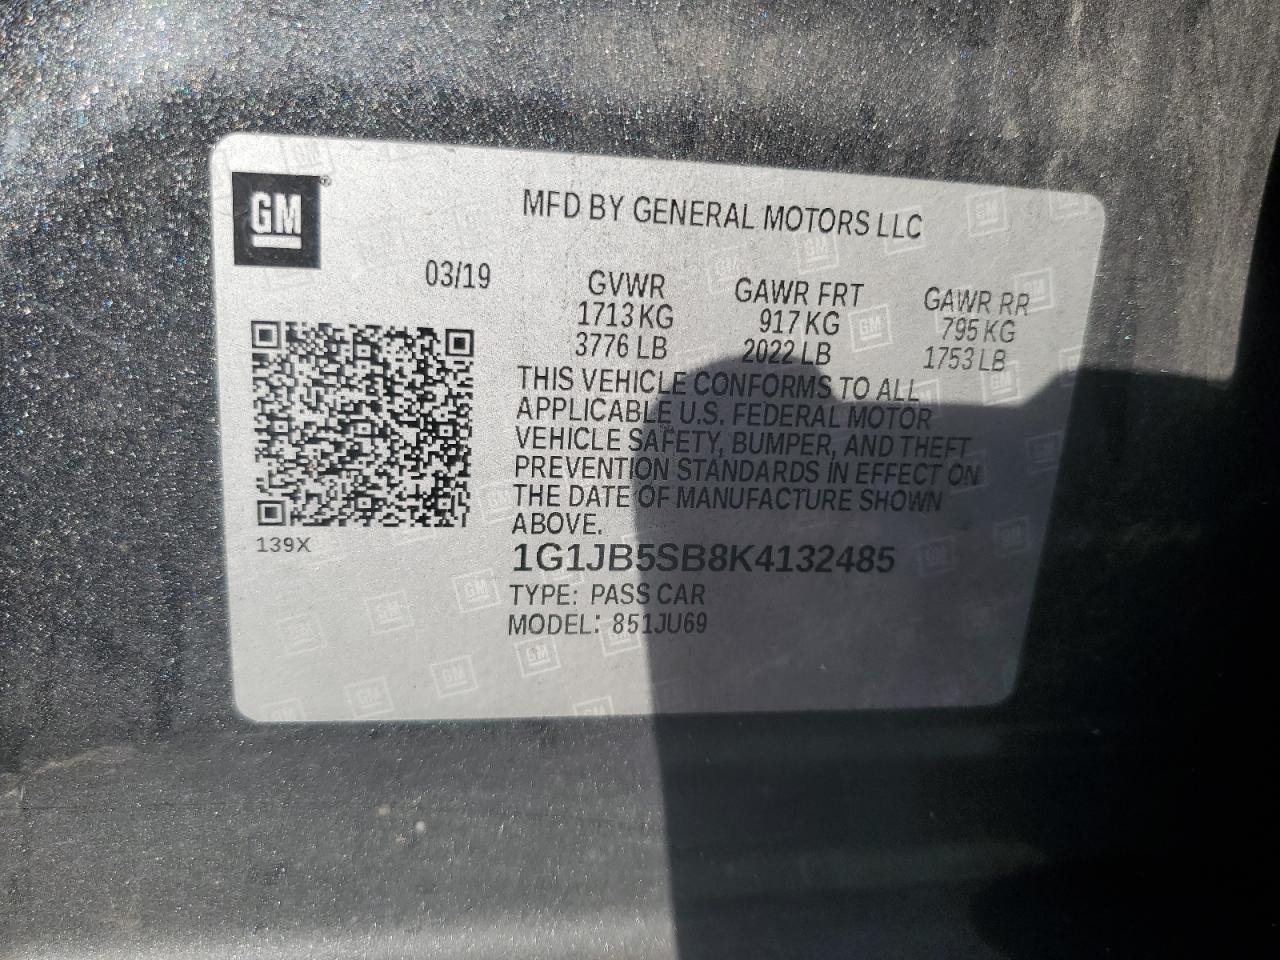 GM®
MFD BY GENERAL MOTORS LLC
03/19
GVWR GAWR FRT GAWR RR
1713 KG 917 KG 795 KG
3776 LB 2022 LB 1753 LB
THIS VEHICLE CONFORMS TO ALL
APPLICABLE U.S. FEDERAL MOTOR
VEHICLE SAFETY, BUMPER, AND THEFT
PREVENTION STANDARDS IN EFFECT ON
THE DATE OF MANUFACTURE SHOWN
ABOVE.
139X
1G1JB5SB8K4132485
TYPE: PASS CAR
MODEL: 851JU69